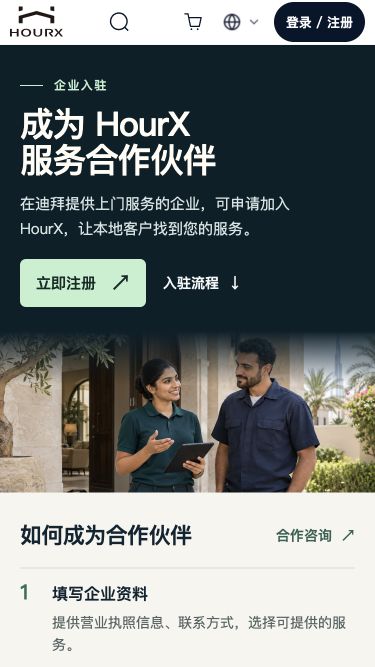 HOURX
登录 / 注册
企业入驻
成为 HourX
服务合作伙伴
在迪拜提供上门服务的企业，可申请加入
HourX，让本地客户找到您的服务。
立即注册 ↗
入驻流程 ↓
如何成为合作伙伴
合作咨询 ↗
1 填写企业资料
提供营业执照信息、联系方式，选择可提供的服
务。